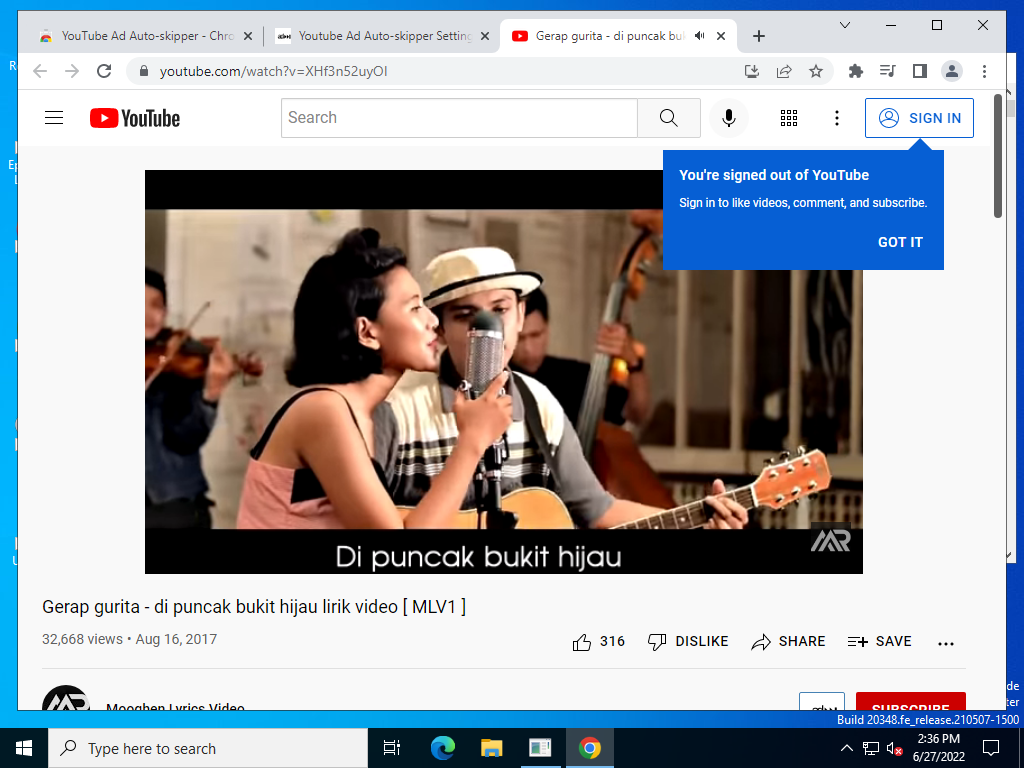 YouTube Ad Auto-skipper - Chro
Youtube Ad Auto-skipper Setting
Gerap gurita - di puncak buk
youtube.com/watch?v=XHf3n52uyOI
YouTube
Search
SIGN IN
You're signed out of YouTube
Sign in to like videos, comment, and subscribe.
GOT IT
Di puncak bukit hijau
MR
Gerap gurita - di puncak bukit hijau lirik video [ MLV1 ]
32,668 views • Aug 16, 2017
316
DISLIKE
SHARE
SAVE
Mooghen Lyrics Video
SUBSCRIBE
Build 20348.fe_release.210507-1500
Type here to search
2:36 PM
6/27/2022